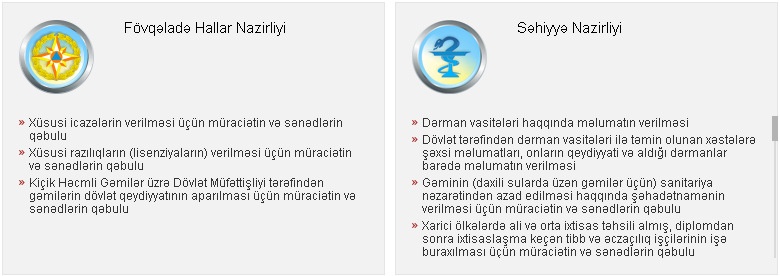 Fövqəladə Hallar Nazirliyi
» Xüsusi icazələrin verilməsi üçün müraciətin və sənədlərin
qəbulu
» Xüsusi razılıqların (lisenziyaların) verilməsi üçün müraciətin
və sənədlərin qəbulu
» Kiçik Həcmli Gəmilər üzrə Dövlət Müfəttişliyi tərəfindən
gəmilərin dövlət qeydiyyatının aparılması üçün müraciətin və
sənədlərin qəbulu
Səhiyyə Nazirliyi
» Dərman vasitələri haqqında məlumatın verilməsi
» Dövlət tərəfindən dərman vasitələri ilə təmin olunan xəstələrə
şəxsi məlumatları, onların qeydiyyatı və aldığı dərmanlar
barədə məlumatın verilməsi
» Gəminin (daxili sularda üzən gəmilər üçün) sanitariya
nəzarətindən azad edilməsi haqqında şəhadətnamənin
verilməsi üçün müraciətin və sənədlərin qəbulu
» Xarici ölkələrdə ali və orta ixtisas təhsili almış, diplomdan
sonra ixtisaslaşma keçən tibb və əczaçılıq işçilərinin işə
buraxılması üçün müraciətin və sənədlərin qəbulu